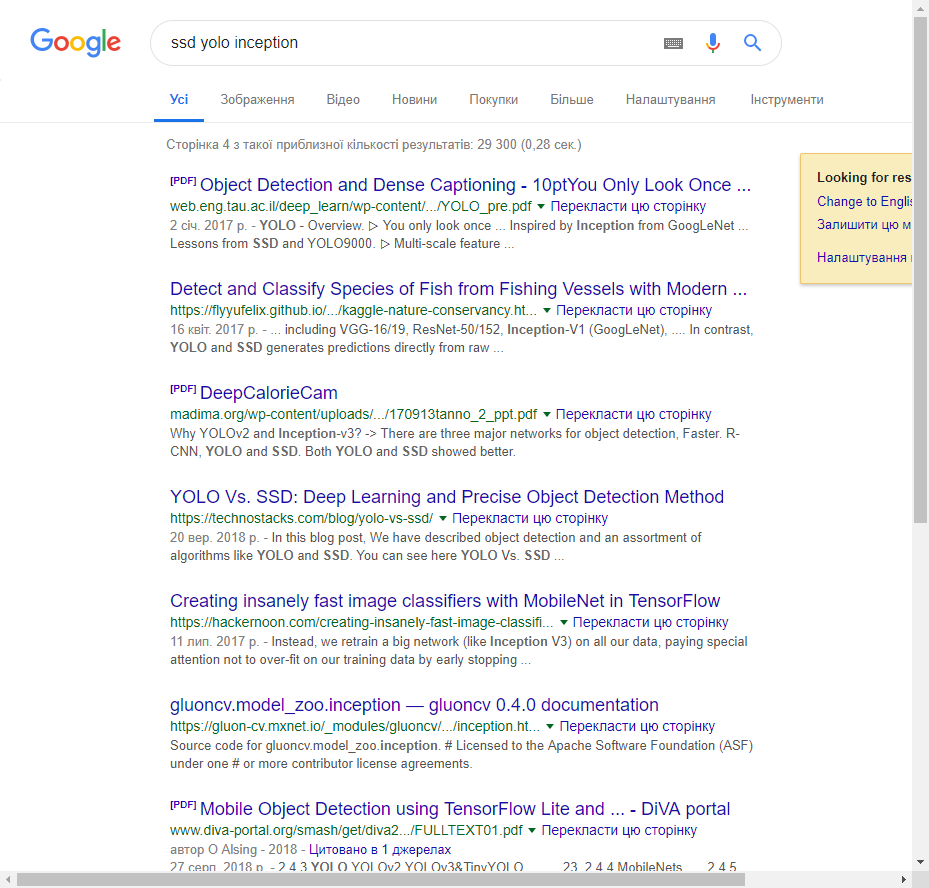 Google
ssd yolo inception
Усі Зображення Відео Новини Покупки Більше Налаштування Інструменти
Сторінка 4 з такої приблизної кількості результатів: 29 300 (0,28 сек.)
Looking for res
Change to Englis
Залишити цю м
Налаштування
[PDF] Object Detection and Dense Captioning - 10ptYou Only Look Once ...
web.eng.tau.ac.il/deep_learn/wp-content/.../YOLO_pre.pdf ▼ Перекласти цю сторінку
2 січ. 2017 р. - YOLO - Overview. ▷ You only look once ... Inspired by Inception from GoogLeNet ...
Lessons from SSD and YOLO9000. ▷ Multi-scale feature ...
Detect and Classify Species of Fish from Fishing Vessels with Modern ...
https://flyyufelix.github.io/.../kaggle-nature-conservancy.ht... ▼ Перекласти цю сторінку
16 квіт. 2017 р. - ... including VGG-16/19, ResNet-50/152, Inception-V1 (GoogLeNet), .... In contrast,
YOLO and SSD generates predictions directly from raw ...
[PDF] DeepCalorieCam
madima.org/wp-content/uploads/.../170913tanno_2_ppt.pdf ▼ Перекласти цю сторінку
Why YOLOv2 and Inception-v3? -> There are three major networks for object detection, Faster. R-
CNN, YOLO and SSD. Both YOLO and SSD showed better.
YOLO Vs. SSD: Deep Learning and Precise Object Detection Method
https://technostacks.com/blog/yolo-vs-ssd/ ▼ Перекласти цю сторінку
20 вер. 2018 р. - In this blog post, We have described object detection and an assortment of
algorithms like YOLO and SSD. You can see here YOLO Vs. SSD ...
Creating insanely fast image classifiers with MobileNet in TensorFlow
https://hackernoon.com/creating-insanely-fast-image-classifi... ▼ Перекласти цю сторінку
11 лип. 2017 р. - Instead, we retrain a big network (like Inception V3) on all our data, paying special
attention not to over-fit on our training data by early stopping ...
gluoncv.model_zoo.inception — gluoncv 0.4.0 documentation
https://gluon-cv.mxnet.io/_modules/gluoncv/.../inception.ht... ▼ Перекласти цю сторінку
Source code for gluoncv.model_zoo.inception. # Licensed to the Apache Software Foundation (ASF)
under one # or more contributor license agreements.
[PDF] Mobile Object Detection using TensorFlow Lite and ... - DiVA portal
www.diva-portal.org/smash/get/diva2.../FULLTEXT01.pdf ▼ Перекласти цю сторінку
автор O Alsing - 2018 - Цитовано в 1 джерелах
27 серп. 2018 р. - 2.4.3 YOLO,YOLOv2,YOLOv3&TinyYOLO . . . . . 23. 2.4.4 MobileNets . . . 2.4.5